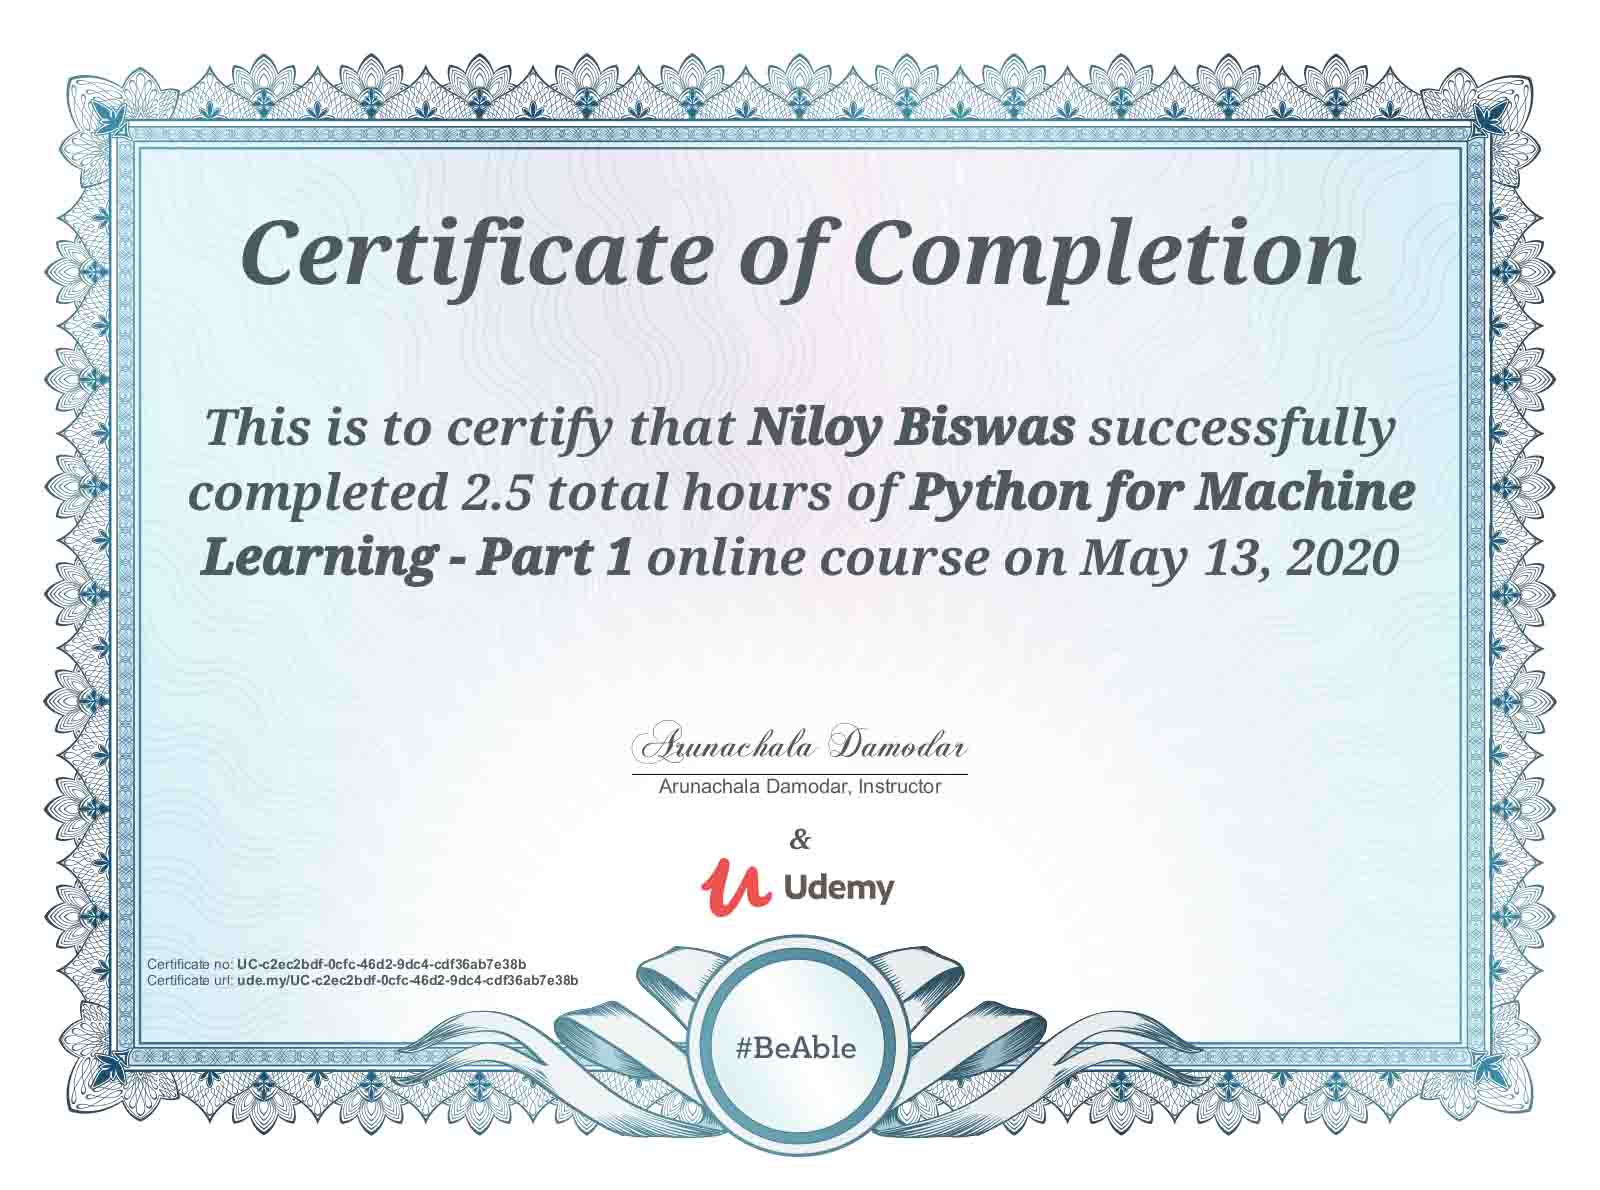 Certificate of Completion
This is to certify that Niloy Biswas successfully
completed 2.5 total hours of Python for Machine
Learning - Part 1 online course on May 13, 2020
Arunachala Damodar
Arunachala Damodar, Instructor
&
Udemy
Certificate no: UC-c2ec2bdf-0cfc-46d2-9dc4-cdf36ab7e38b
Certificate url: ude.my/UC-c2ec2bdf-0cfc-46d2-9dc4-cdf36ab7e38b
#BeAble